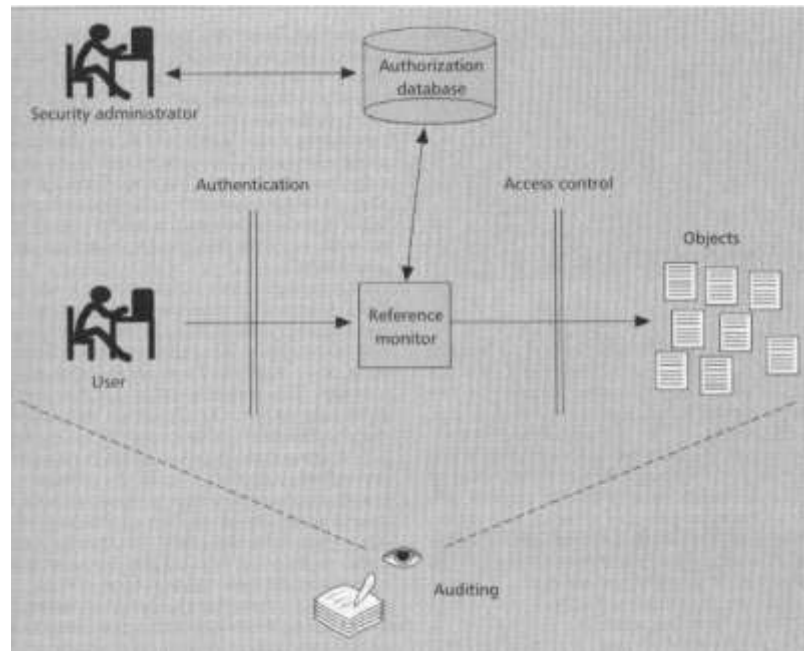 Authorization
database
Security administrator
Authentication
Access control
Objects
Reference
monitor
User
Auditing